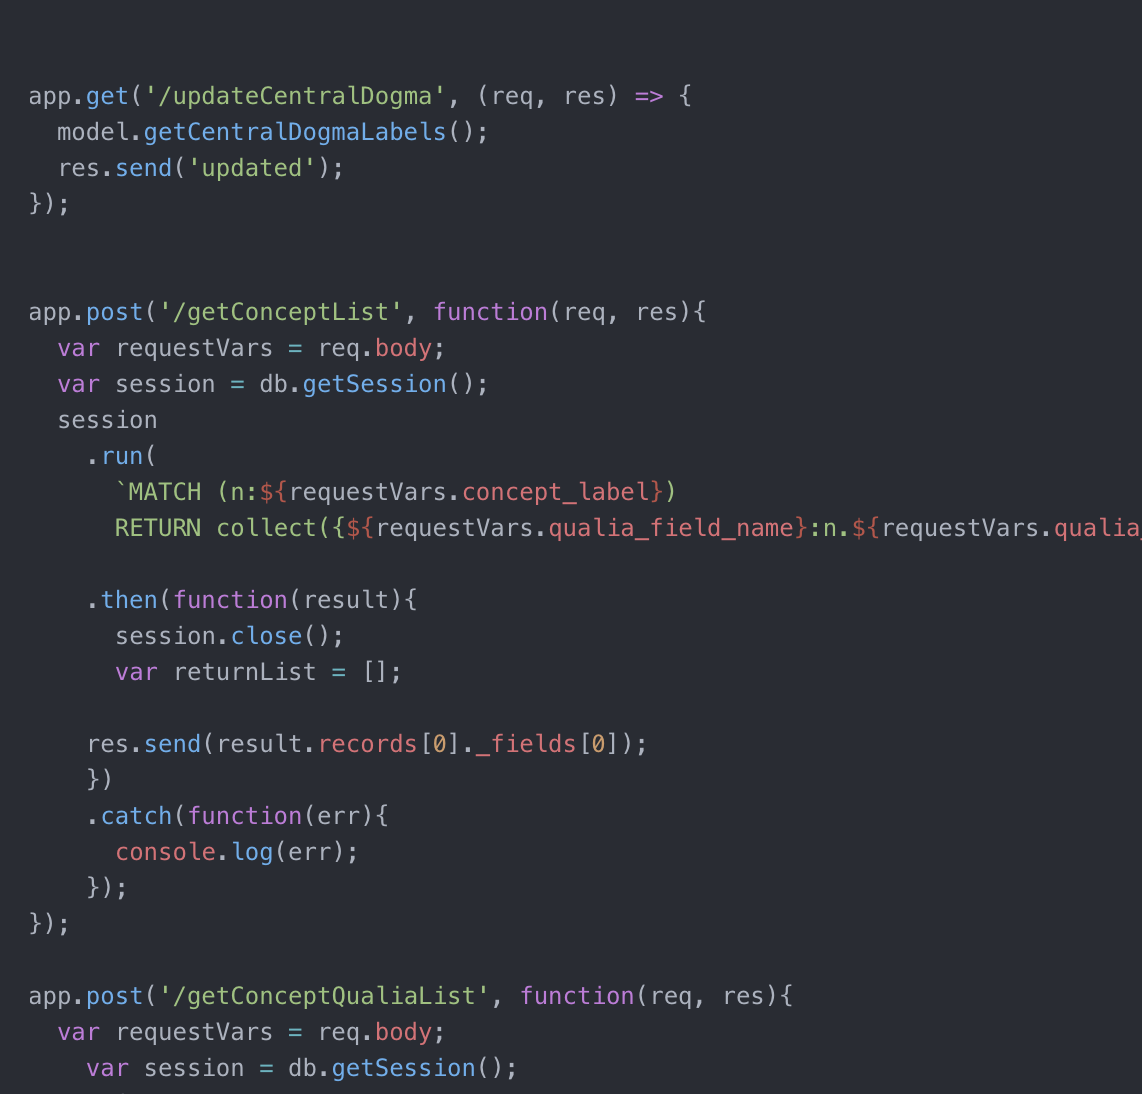 app.get('/updateCentralDogma', (req, res) => {
  model.getCentralDogmaLabels();
  res.send('updated');
});
app.post('/getConceptList', function(req, res){
  var requestVars = req.body;
  var session = db.getSession();
  session
    .run(
      `MATCH (n:${requestVars.concept_label})
      RETURN collect({${requestVars.qualia_field_name}:n.${requestVars.qualia_
    .then(function(result){
      session.close();
      var returnList = [];
    res.send(result.records[0]._fields[0]);
    })
    .catch(function(err){
      console.log(err);
    });
});
app.post('/getConceptQualiaList', function(req, res){
  var requestVars = req.body;
    var session = db.getSession();